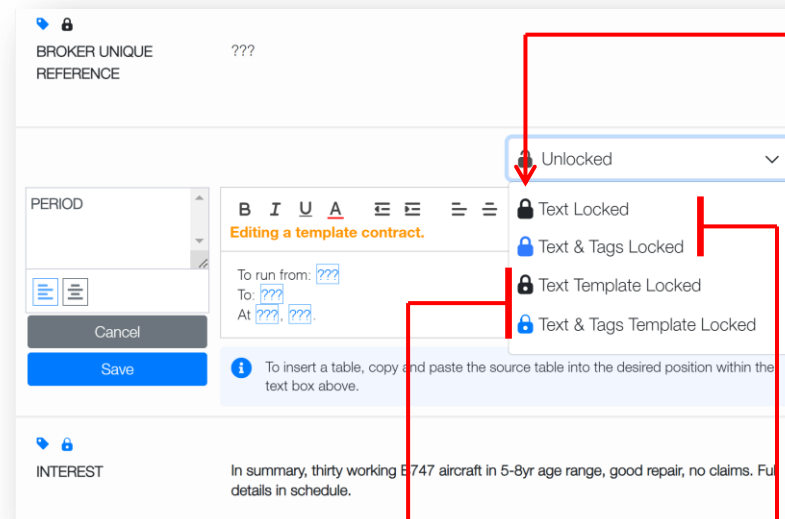 BROKER UNIQUE
REFERENCE
???
Unlocked
PERIOD
B I U A
Editing a template contract.
Text Locked
Text & Tags Locked
Text Template Locked
Text & Tags Template Locked
To run from: ???
To: ???
At ???, ???.
Cancel
Save
To insert a table, copy and paste the source table into the desired position within the
text box above.
INTEREST
In summary, thirty working B747 aircraft in 5-8yr age range, good repair, no claims. Full
details in schedule.